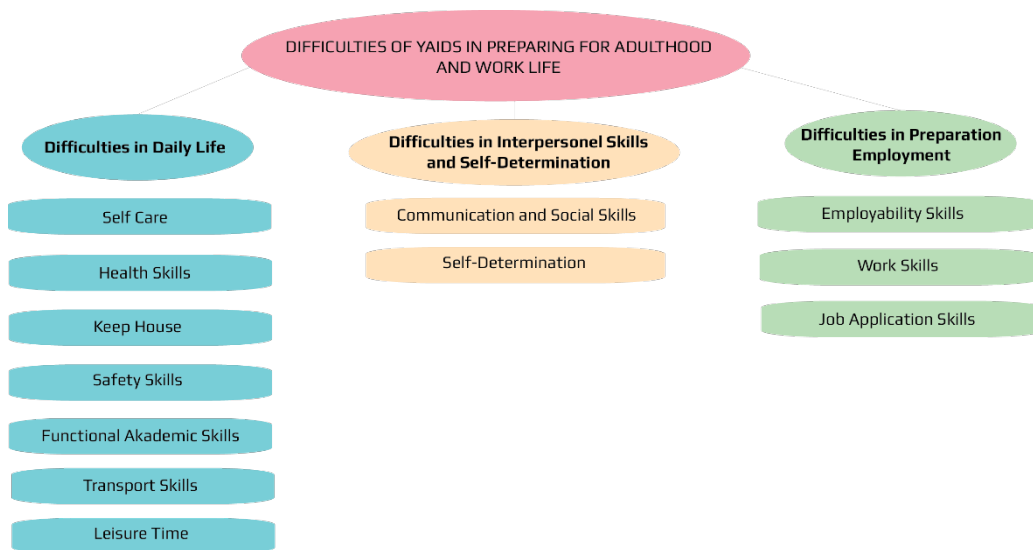 DIFFICULTIES OF YAIDS IN PREPARING FOR ADULTHOOD
AND WORK LIFE
Difficulties in Daily Life
Self Care
Health Skills
Keep House
Safety Skills
Functional Akademic Skills
Transport Skills
Leisure Time
Difficulties in Interpersonel Skills
and Self-Determination
Communication and Social Skills
Self-Determination
Difficulties in Preparation
Employment
Employability Skills
Work Skills
Job Application Skills